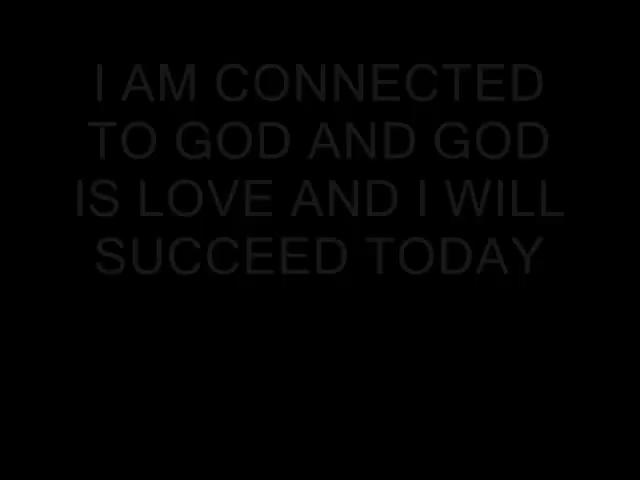 I AM CONNECTED
TO GOD AND GOD
IS LOVE AND I WILL
SUCCEED TODAY